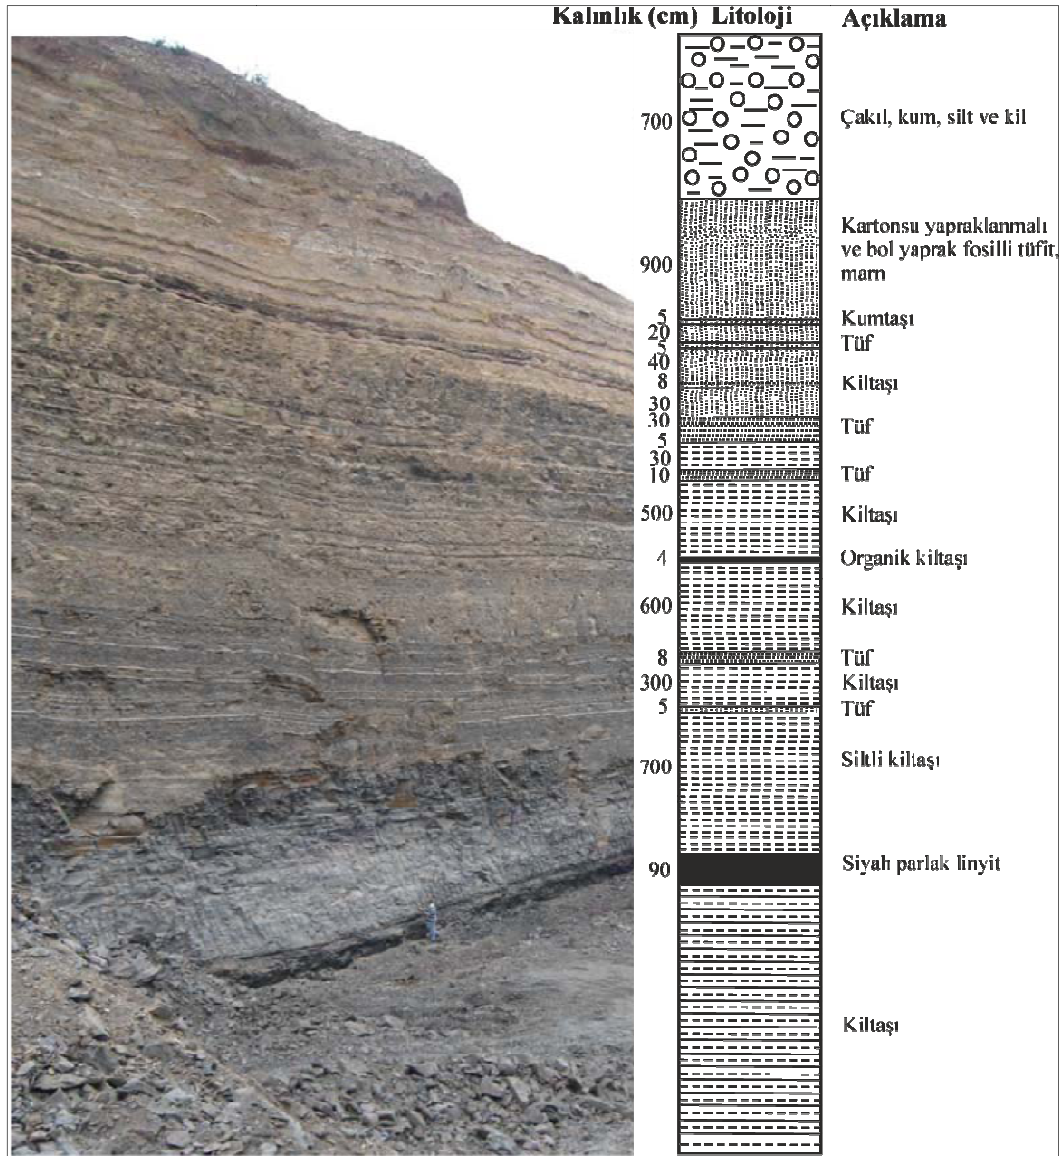 Kalınlık (cm) Litoloji Açıklama
700 Çakıl, kum, silt ve kil
Kartonsu yapraklanmalı
ve bol yaprak fosilli tüfit,
900 marn
5 Kumtaşı
20
5 Tüf
40
8 Kiltaşı
30
30 Tüf
5
30
10 Tüf
500 Kiltaşı
4 Organik kiltaşı
600 Kiltaşı
8 Tüf
300 Kiltaşı
5 Tüf
700 Siltli kiltaşı
90 Siyah parlak linyit
Kiltaşı